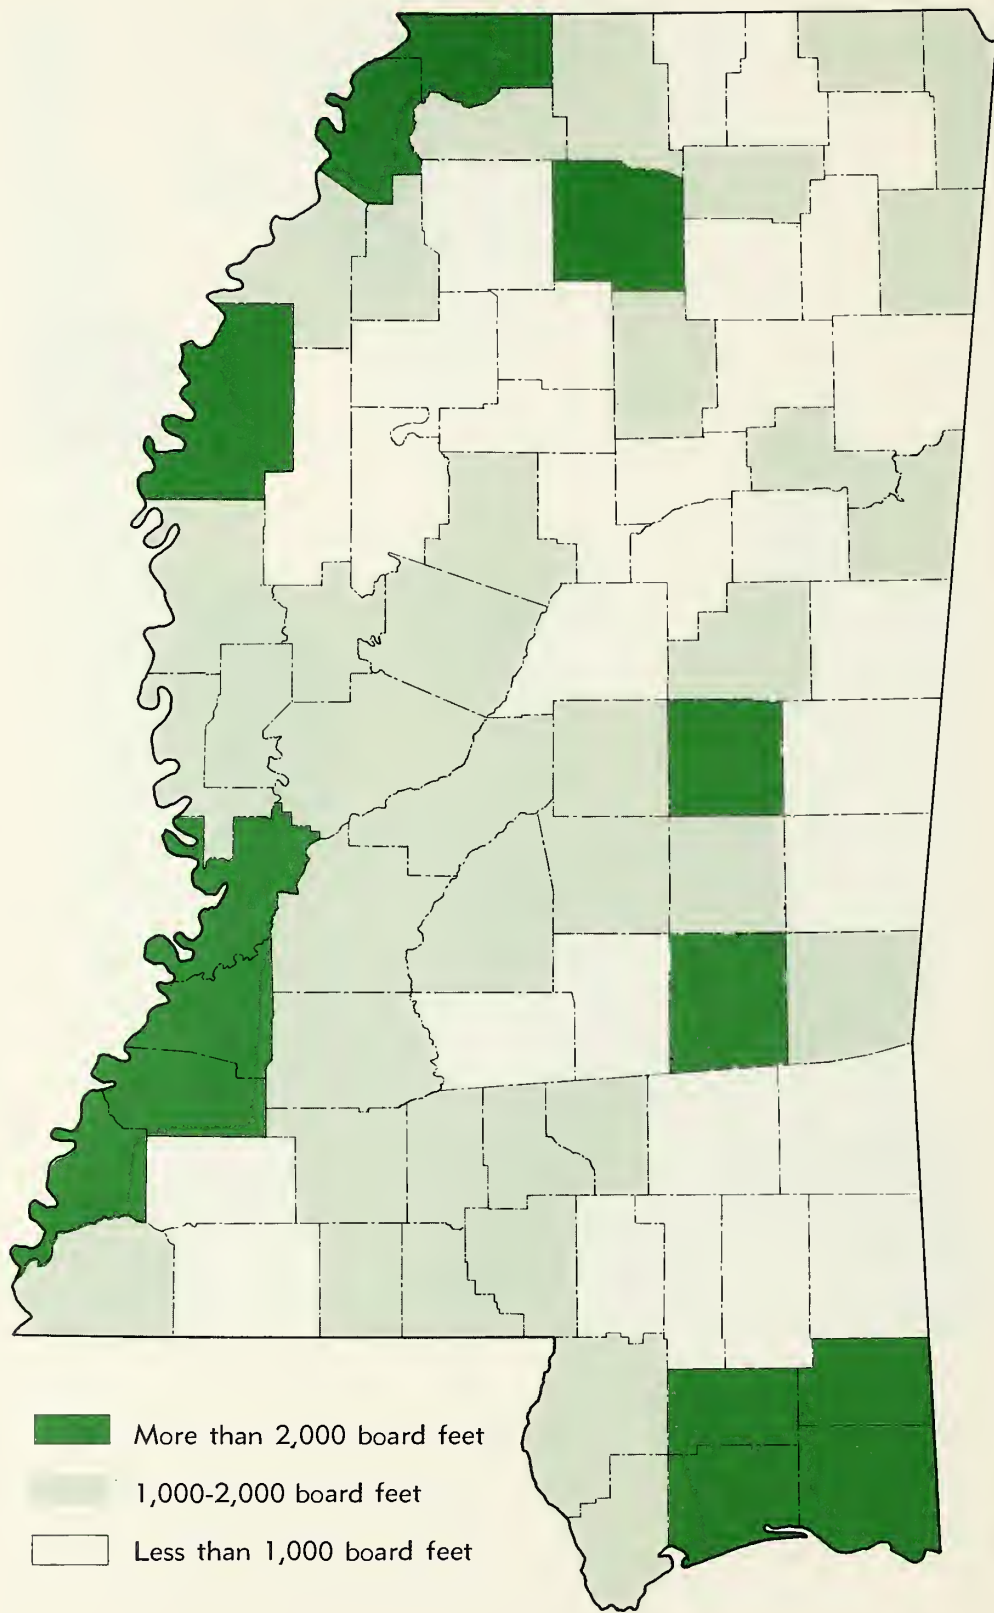 More than 2,000 board feet
1,000-2,000 board feet
Less than 1,000 board feet